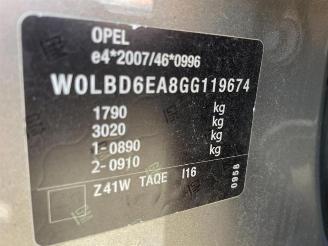 OPEL
e4*2007/46*0996
W0LBD6EA8GG119674
1790 kg
3020 kg
1-0890 kg
2-0910 kg
Z41W TAQE I16
0958